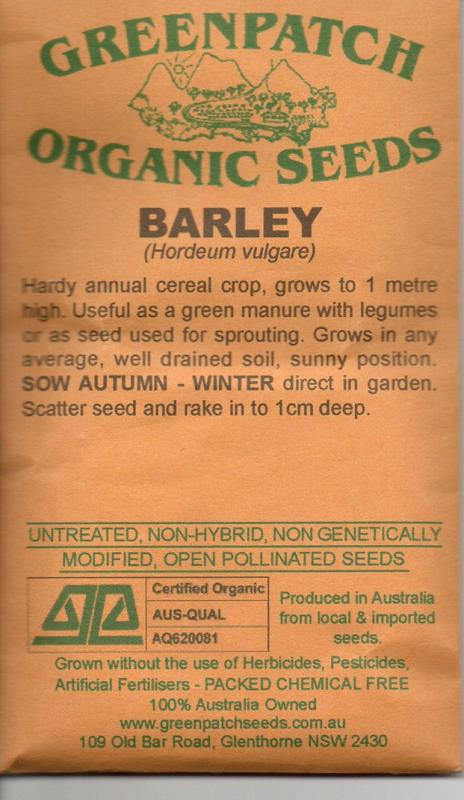 GREENPATCH
ORGANIC SEEDS
BARLEY
(Hordeum vulgare)
Hardy annual cereal crop, grows to 1 metre
high. Useful as a green manure with legumes
or as seed used for sprouting. Grows in any
average, well drained soil, sunny position.
SOW AUTUMN - WINTER direct in garden.
Scatter seed and rake in to 1cm deep.
UNTREATED, NON-HYBRID, NON GENETICALLY
MODIFIED, OPEN POLLINATED SEEDS
Certified Organic
AUS-QUAL
AQ620081
Produced in Australia
from local & imported
seeds.
Grown without the use of Herbicides, Pesticides,
Artificial Fertilisers - PACKED CHEMICAL FREE
100% Australia Owned
www.greenpatchseeds.com.au
109 Old Bar Road, Glenthorne NSW 2430